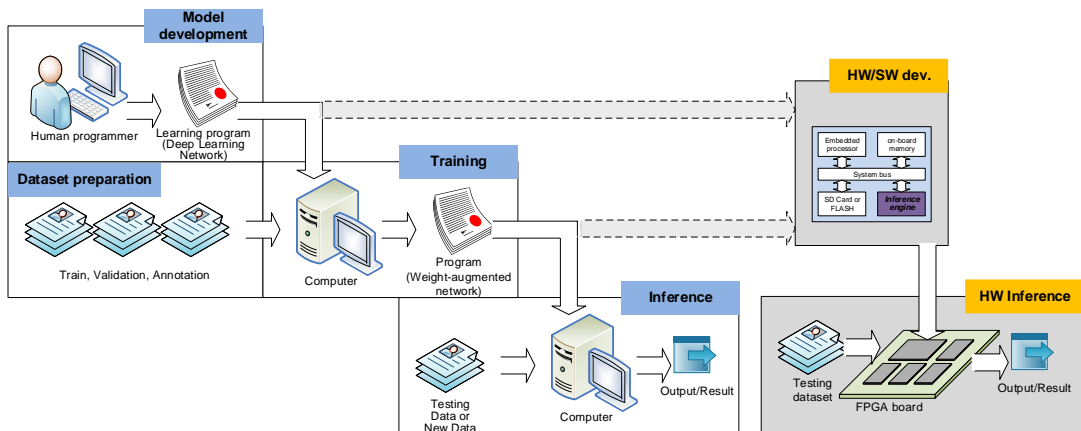 Model
development
Human programmer
Learning program
(Deep Learning
Network)
Dataset preparation
Train, Validation, Annotation
Training
Computer
Program
(Weight-augmented
network)
Inference
Testing
Data or
New Data
Computer
Output/Result
HW/SW dev.
Embedded
processor
on-board
memory
System bus
SD Card or
FLASH
Inference
engine
HW Inference
Testing
dataset
FPGA board
Output/Result